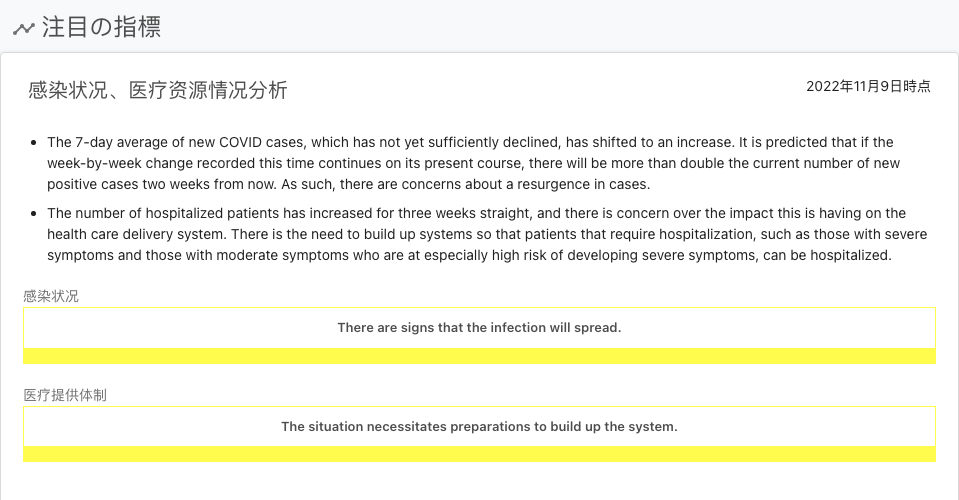 注目の指標
感染状况、医疗资源情况分析
2022年11月9日時点
The 7-day average of new COVID cases, which has not yet sufficiently declined, has shifted to an increase. It is predicted that if the
week-by-week change recorded this time continues on its present course, there will be more than double the current number of new
positive cases two weeks from now. As such, there are concerns about a resurgence in cases.
The number of hospitalized patients has increased for three weeks straight, and there is concern over the impact this is having on the
health care delivery system. There is the need to build up systems so that patients that require hospitalization, such as those with severe
symptoms and those with moderate symptoms who are at especially high risk of developing severe symptoms, can be hospitalized.
感染状况
There are signs that the infection will spread.
医疗提供体制
The situation necessitates preparations to build up the system.